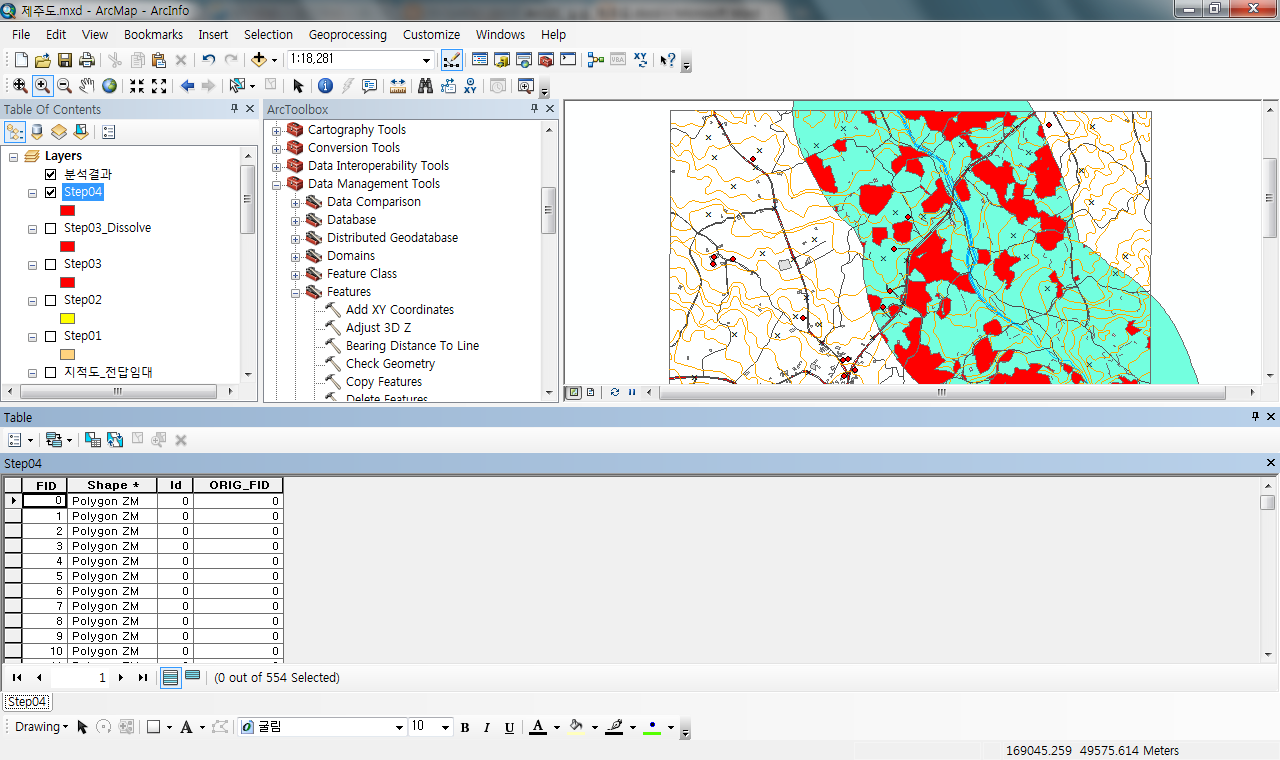 제주도.mxd - ArcMap - ArcInfo
File Edit View Bookmarks Insert Selection Geoprocessing Customize Windows Help
1:18,281
Table Of Contents
Layers
분석결과
Step04
Step03_Dissolve
Step03
Step02
Step01
지적도_전답임대
ArcToolbox
Cartography Tools
Conversion Tools
Data Interoperability Tools
Data Management Tools
Data Comparison
Database
Distributed Geodatabase
Domains
Feature Class
Features
Add XY Coordinates
Adjust 3D Z
Bearing Distance To Line
Check Geometry
Copy Features
Delete Features
Table
Step04
FID Shape * Id ORIG_FID
0 Polygon ZM 0 0
1 Polygon ZM 0 0
2 Polygon ZM 0 0
3 Polygon ZM 0 0
4 Polygon ZM 0 0
5 Polygon ZM 0 0
6 Polygon ZM 0 0
7 Polygon ZM 0 0
8 Polygon ZM 0 0
9 Polygon ZM 0 0
10 Polygon ZM 0 0
1 (0 out of 554 Selected)
Step04
Drawing A 굴림 10 B I U A
169045.259 49575.614 Meters